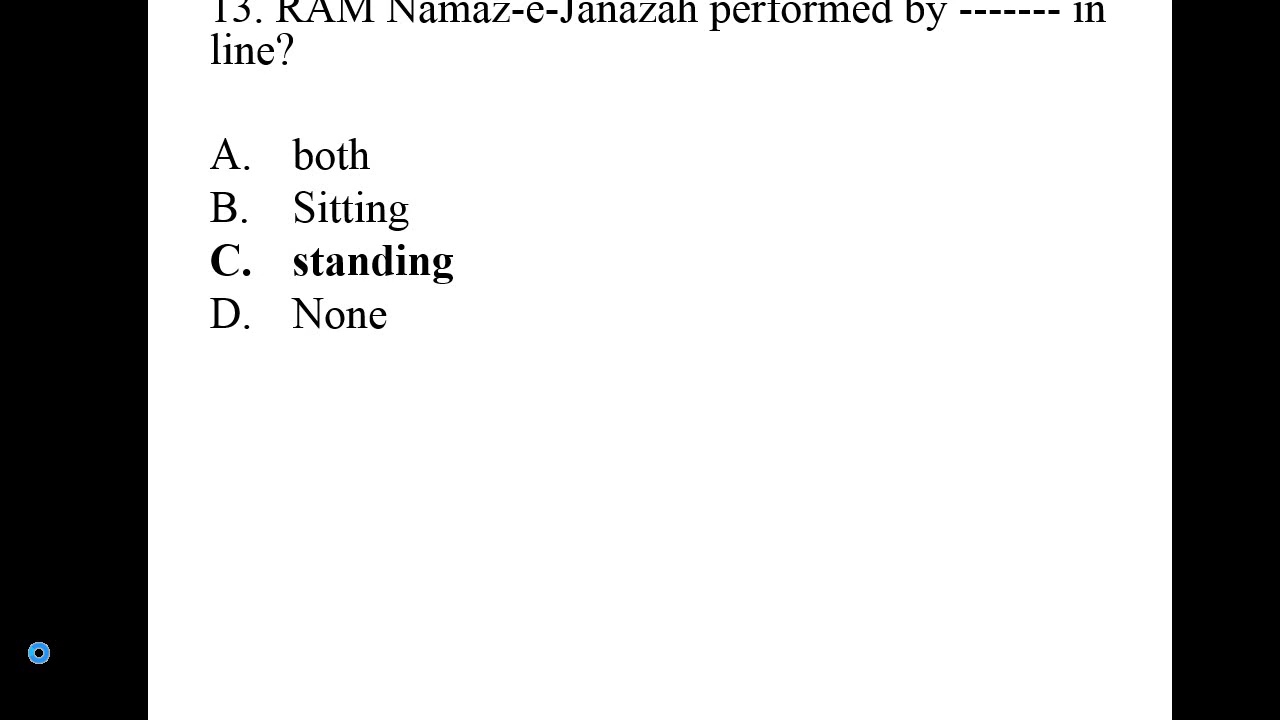 13. RAM Namaz-e-Janazah performed by ------- in
line?
A. both
B. Sitting
C. standing
D. None